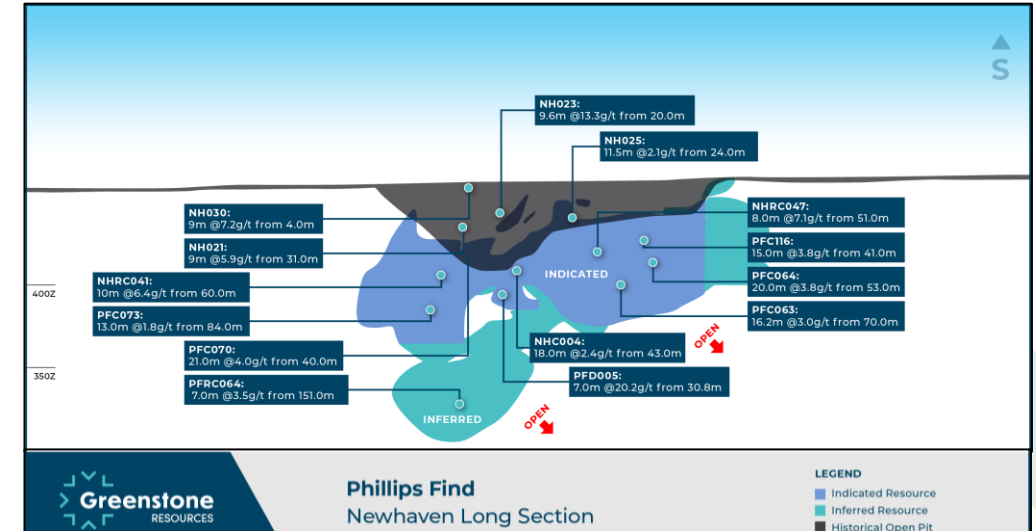 S
NH023:
9.6m @13.3g/t from 20.0m
NH025:
11.5m @2.1g/t from 24.0m
NH030:
9m @7.2g/t from 4.0m
NH021:
9m @5.9g/t from 31.0m
NHRC041:
10m @6.4g/t from 60.0m
PFC073:
13.0m @1.8g/t from 84.0m
PFC070:
21.0m @4.0g/t from 40.0m
PFRC064:
7.0m @3.5g/t from 151.0m
NHRC047:
8.0m @7.1g/t from 51.0m
PFC116:
15.0m @3.8g/t from 41.0m
PFC064:
20.0m @3.8g/t from 53.0m
PFC063:
16.2m @3.0g/t from 70.0m
NHC004:
18.0m @2.4g/t from 43.0m
PFD005:
7.0m @20.2g/t from 30.8m
INDICATED
INFERRED
OPEN
OPEN
400Z
350Z
Greenstone
RESOURCES
Phillips Find
Newhaven Long Section
LEGEND
Indicated Resource
Inferred Resource
Historical Open Pit